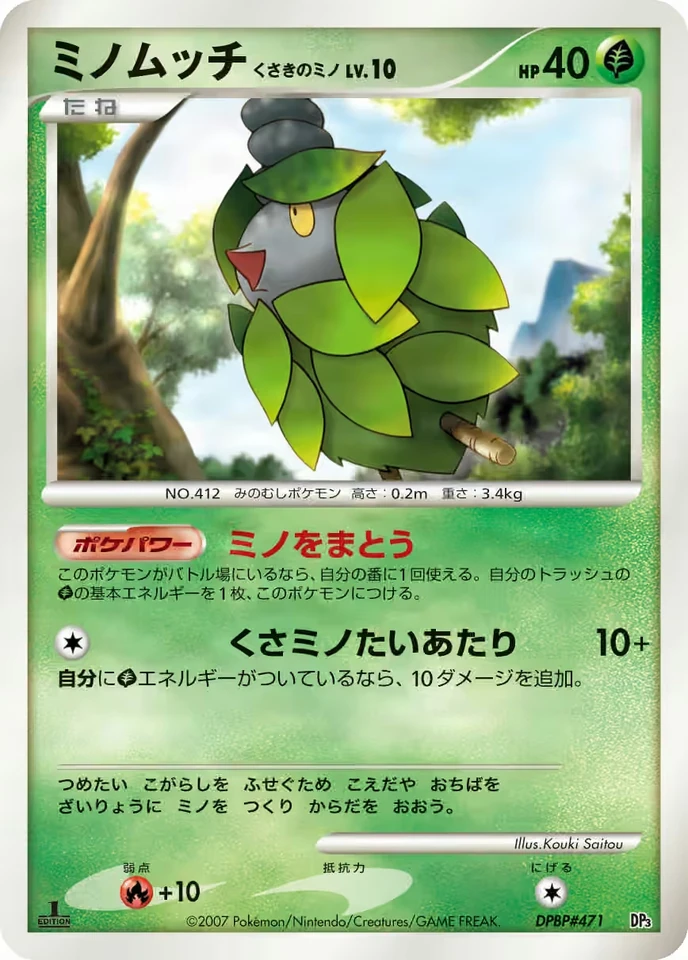 ミノムッチ くさきのミノ LV.10 HP 40
たね
NO.412 みのむしポケモン 高さ:0.2m 重さ:3.4kg
ポケパワー ミノをまとう
このポケモンがバトル場にいるなら、自分の番に1回使える。自分のトラッシュの
の基本エネルギーを1枚、このポケモンにつける。
くさミノたいあたり 10+
自分にエネルギーがついているなら、10ダメージを追加。
つめたい こがらしを ふせぐため こえだや おちばを
ざいりょうに ミノを つくり からだを おおう。
Illus.Kouki Saitou
弱点 抵抗力 にげる
+10
1 EDITION ©2007 Pokémon/Nintendo/Creatures/GAME FREAK. DPBP#471 DP3